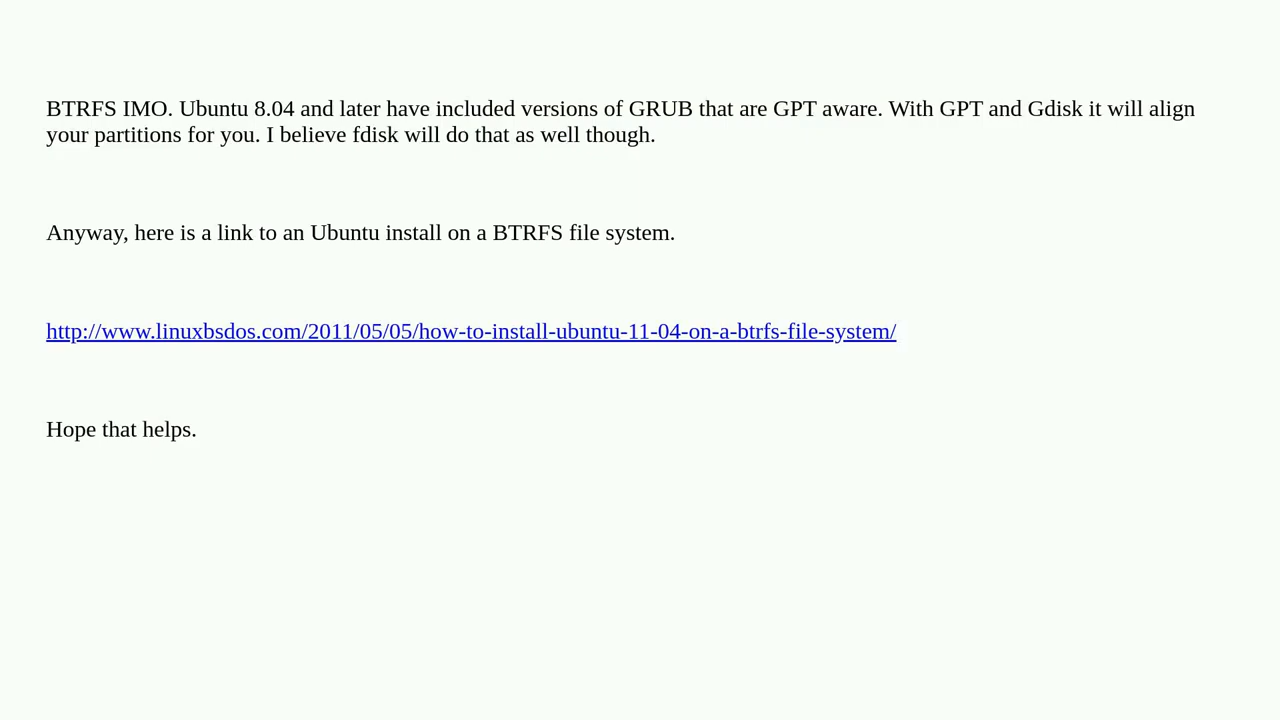 BTRFS IMO. Ubuntu 8.04 and later have included versions of GRUB that are GPT aware. With GPT and Gdisk it will align
your partitions for you. I believe fdisk will do that as well though.
Anyway, here is a link to an Ubuntu install on a BTRFS file system.
http://www.linuxbsdos.com/2011/05/05/how-to-install-ubuntu-11-04-on-a-btrfs-file-system/
Hope that helps.